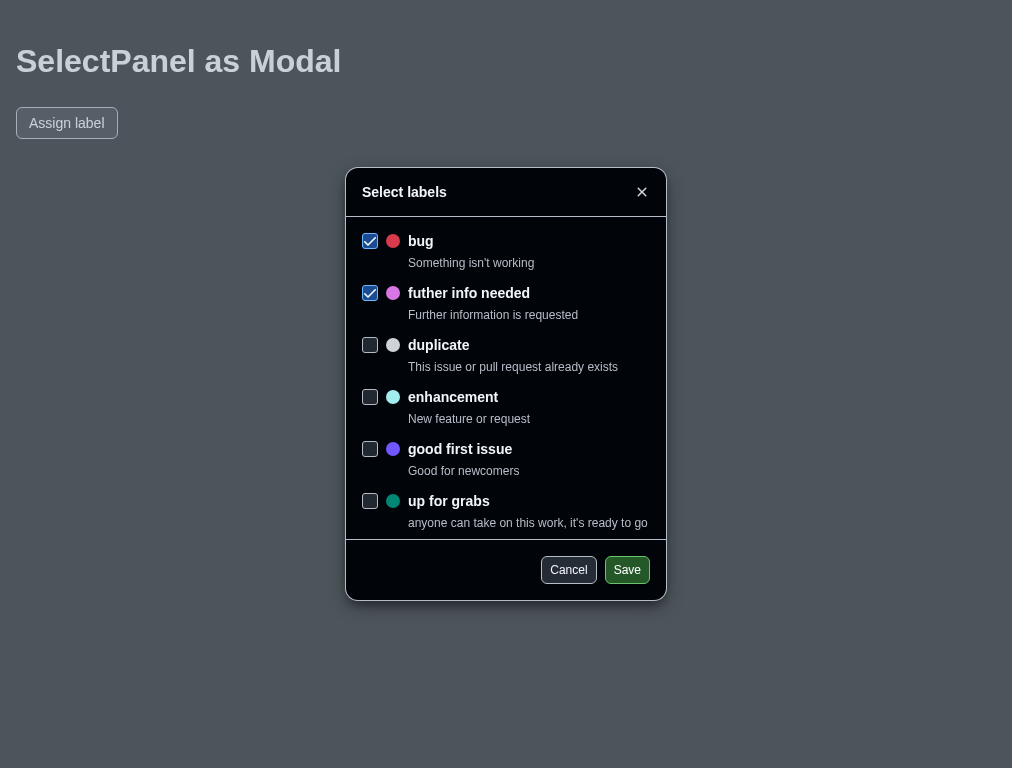 SelectPanel as Modal
Assign label
Select labels
bug
Something isn't working
futher info needed
Further information is requested
duplicate
This issue or pull request already exists
enhancement
New feature or request
good first issue
Good for newcomers
up for grabs
anyone can take on this work, it's ready to go
Cancel Save